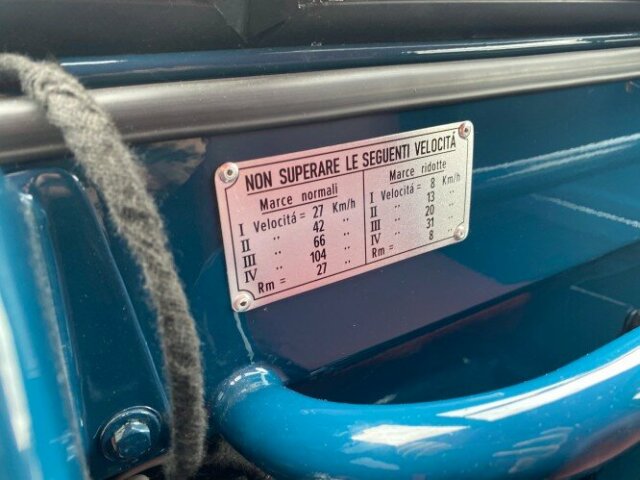 NON SUPERARE LE SEGUENTI VELOCITÁ
Marce normali
I Velocitá = 27 Km/h
II " 42 "
III " 66 "
IV " 104 "
Rm = 27 "
Marce ridotte
I Velocitá = 8 Km/h
II " 13 "
III " 20 "
IV " 31 "
Rm = 8 "